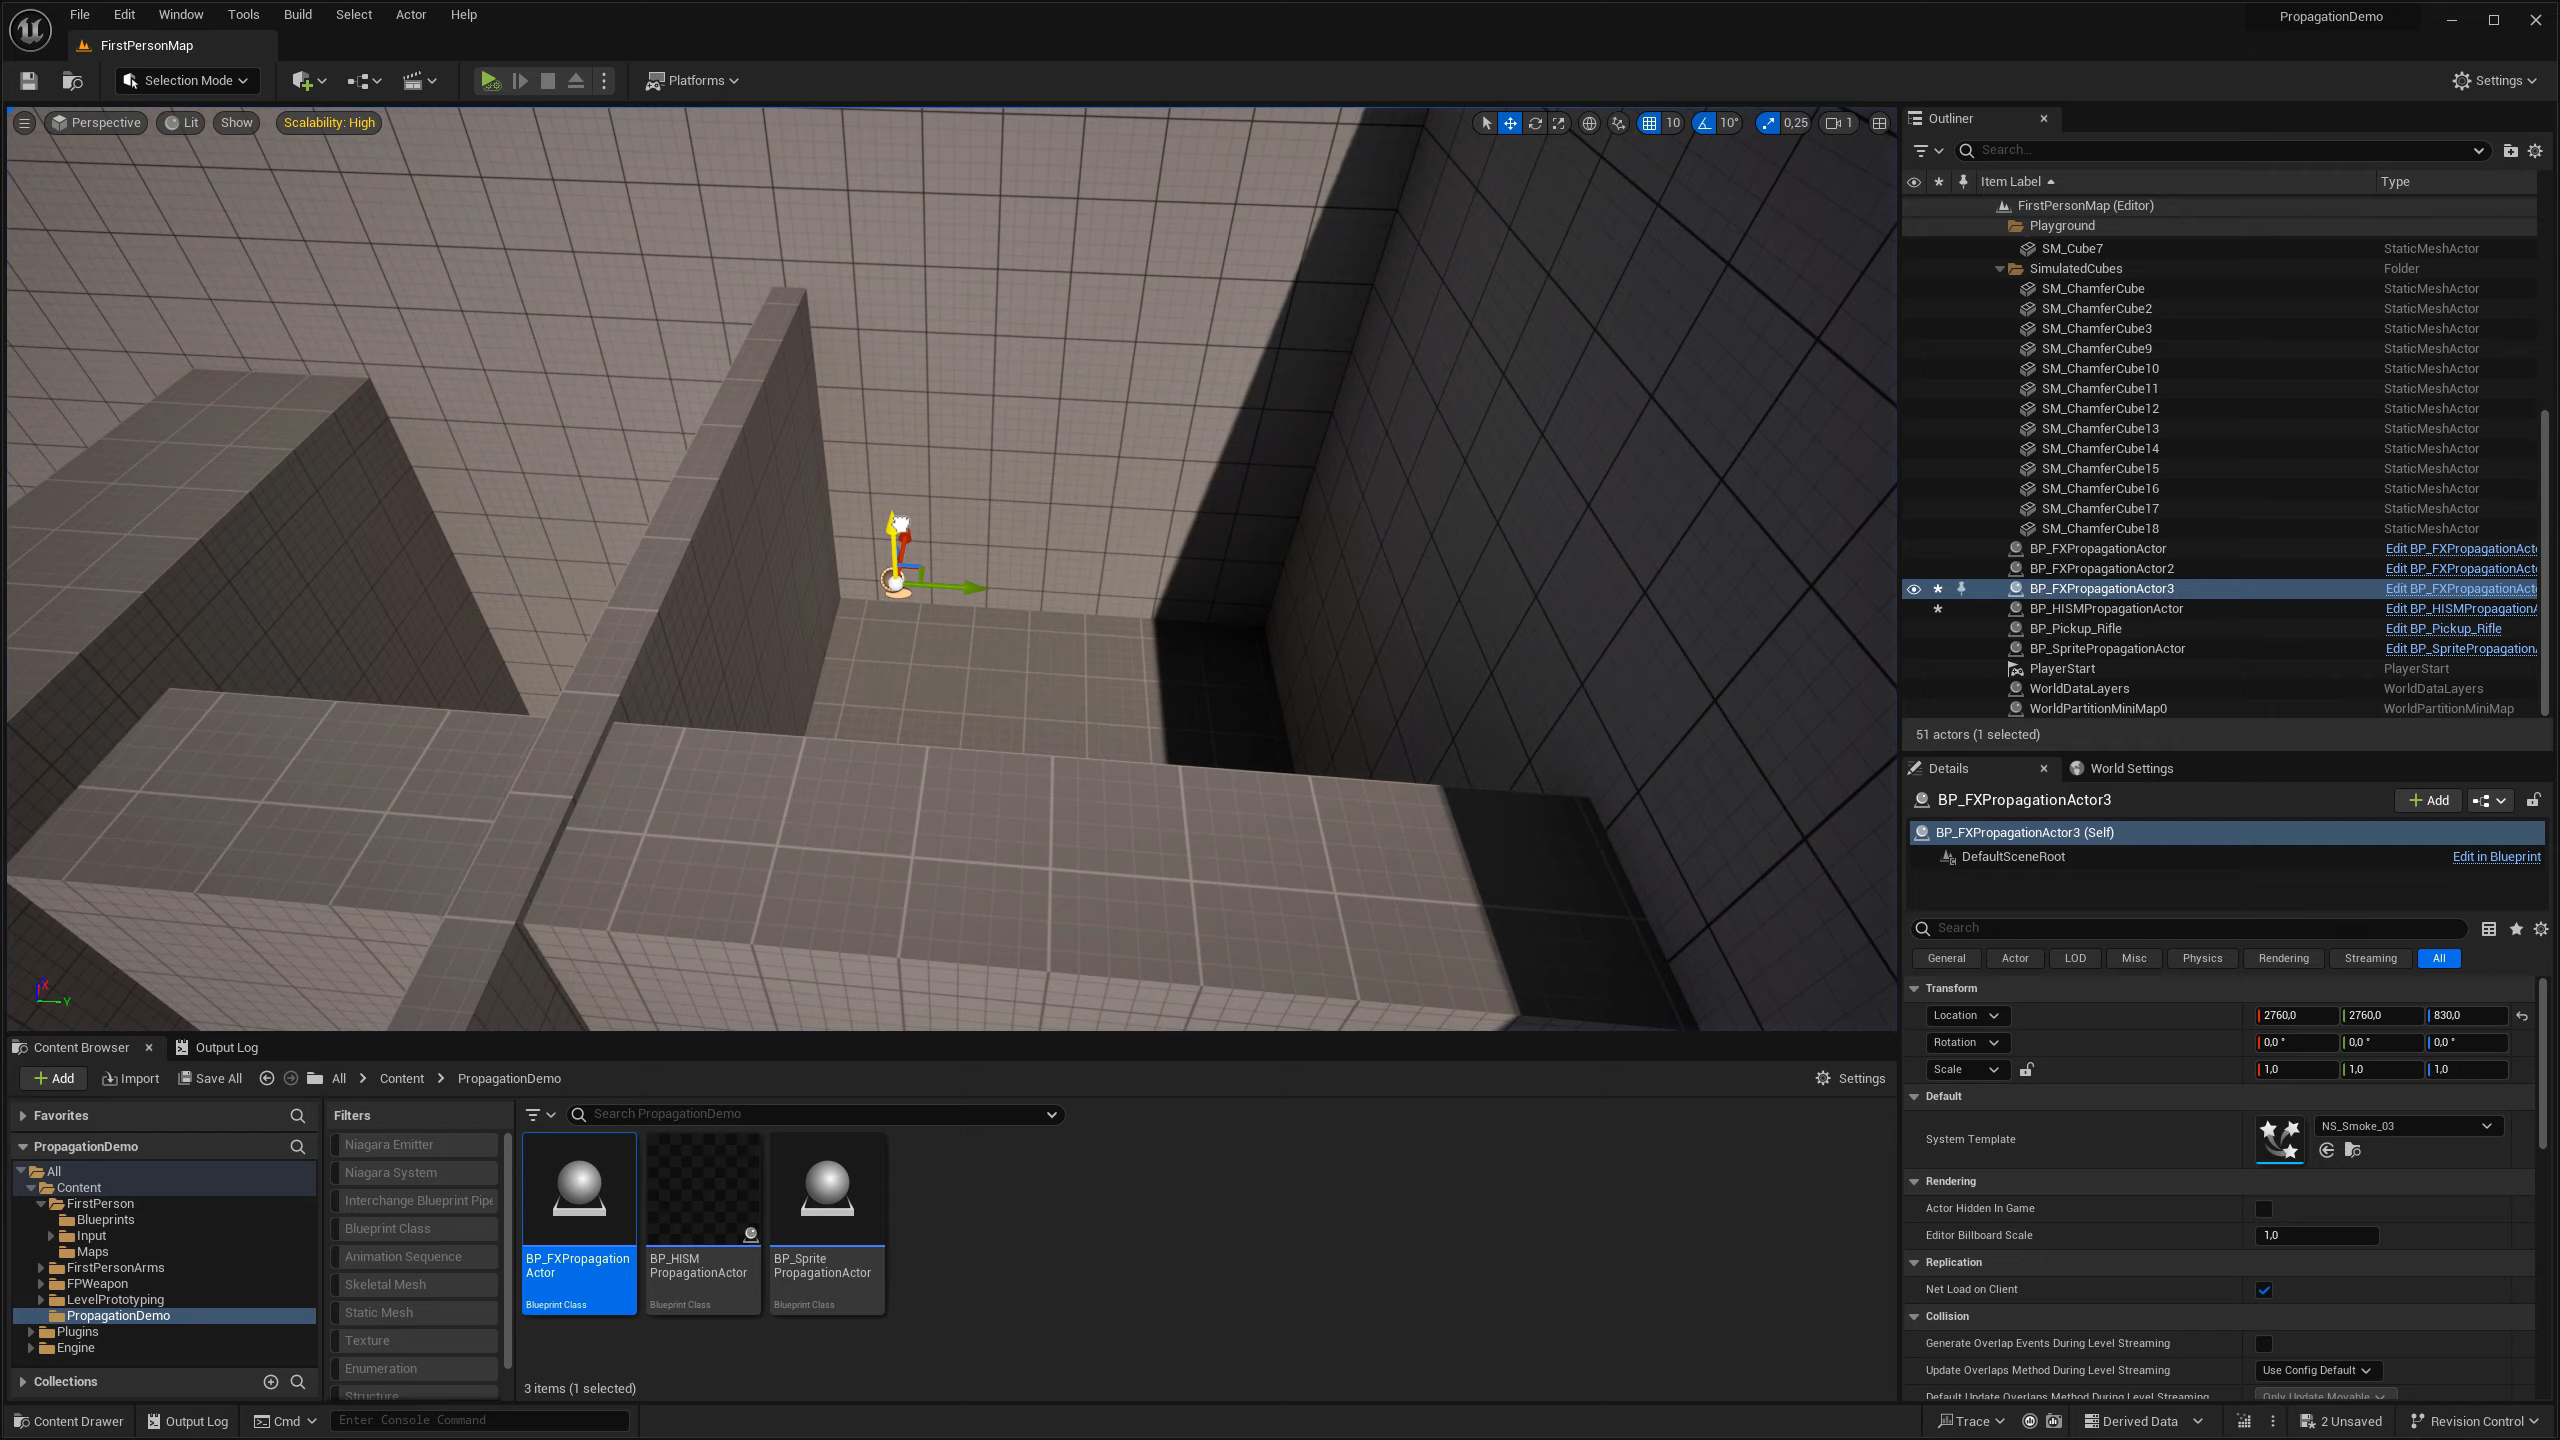 File Edit Window Tools Build Select Actor Help
PropagationDemo
FirstPersonMap
Selection Mode
Platforms
Settings
Perspective
Lit
Show
Scalability: High
10
10°
0,25
1
Outliner
Search...
Item Label
Type
FirstPersonMap (Editor)
Playground
SM_Cube7 StaticMeshActor
SimulatedCubes Folder
SM_ChamferCube StaticMeshActor
SM_ChamferCube2 StaticMeshActor
SM_ChamferCube3 StaticMeshActor
SM_ChamferCube9 StaticMeshActor
SM_ChamferCube10 StaticMeshActor
SM_ChamferCube11 StaticMeshActor
SM_ChamferCube12 StaticMeshActor
SM_ChamferCube13 StaticMeshActor
SM_ChamferCube14 StaticMeshActor
SM_ChamferCube15 StaticMeshActor
SM_ChamferCube16 StaticMeshActor
SM_ChamferCube17 StaticMeshActor
SM_ChamferCube18 StaticMeshActor
BP_FXPropagationActor Edit BP_FXPropagationActo
BP_FXPropagationActor2 Edit BP_FXPropagationActo
BP_FXPropagationActor3 Edit BP_FXPropagationActo
BP_HISMPropagationActor Edit BP_HISMPropagationA
BP_Pickup_Rifle Edit BP_Pickup_Rifle
BP_SpritePropagationActor Edit BP_SpritePropagation
PlayerStart PlayerStart
WorldDataLayers WorldDataLayers
WorldPartitionMiniMap0 WorldPartitionMiniMap
51 actors (1 selected)
Details
World Settings
BP_FXPropagationActor3
Add
BP_FXPropagationActor3 (Self)
DefaultSceneRoot Edit in Blueprint
Search
General Actor LOD Misc Physics Rendering Streaming All
Transform
Location 2760,0 2760,0 830,0
Rotation 0,0 ° 0,0 ° 0,0 °
Scale 1,0 1,0 1,0
Default
System Template NS_Smoke_03
Rendering
Actor Hidden In Game
Editor Billboard Scale 1,0
Replication
Net Load on Client
Collision
Generate Overlap Events During Level Streaming
Update Overlaps Method During Level Streaming Use Config Default
Default Update Overlaps Method During Level Streaming Only Update Movable
X
Y
Content Browser
Output Log
Add
Import
Save All
All
Content
PropagationDemo
Settings
Favorites
PropagationDemo
All
Content
FirstPerson
Blueprints
Input
Maps
FirstPersonArms
FPWeapon
LevelPrototyping
PropagationDemo
Plugins
Engine
Collections
Filters
Niagara Emitter
Niagara System
Interchange Blueprint Pipe
Blueprint Class
Animation Sequence
Skeletal Mesh
Static Mesh
Texture
Enumeration
Structure
Search PropagationDemo
BP_FXPropagation
Actor
Blueprint Class
BP_HISM
PropagationActor
Blueprint Class
BP_Sprite
PropagationActor
Blueprint Class
3 items (1 selected)
Content Drawer
Output Log
Cmd
Enter Console Command
Trace
Derived Data
2 Unsaved
Revision Control